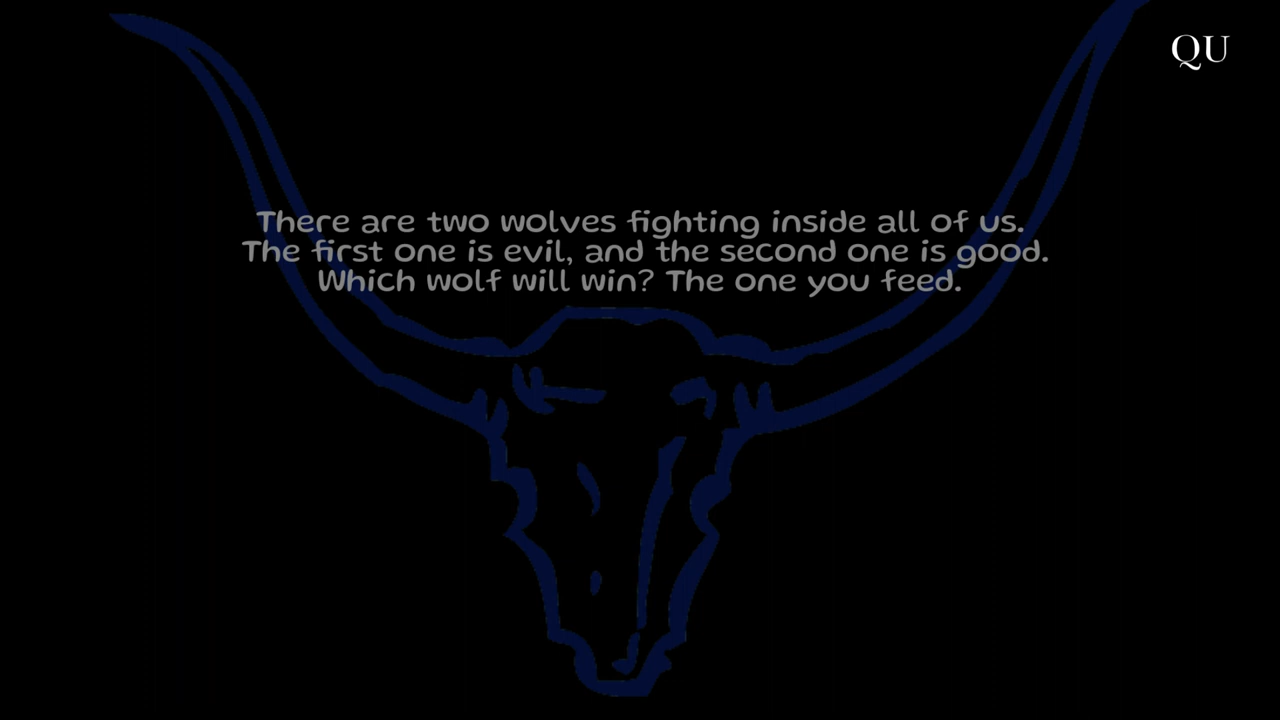 QU
There are two wolves fighting inside all of us.
The first one is evil, and the second one is good.
Which wolf will win? The one you feed.